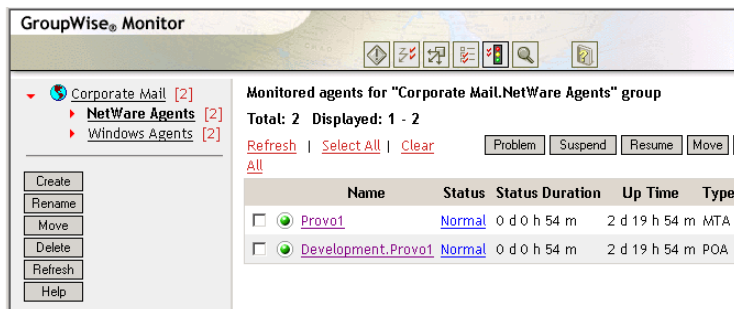 GroupWise® Monitor
Corporate Mail [2]
NetWare Agents [2]
Windows Agents [2]
Create
Rename
Move
Delete
Refresh
Help
Monitored agents for "Corporate Mail.NetWare Agents" group
Total: 2 Displayed: 1 - 2
Refresh | Select All | Clear
All
Problem Suspend Resume Move
Name Status Status Duration Up Time Type
Provo1 Normal 0 d 0 h 54 m 2 d 19 h 54 m MTA
Development.Provo1 Normal 0 d 0 h 54 m 2 d 19 h 54 m POA